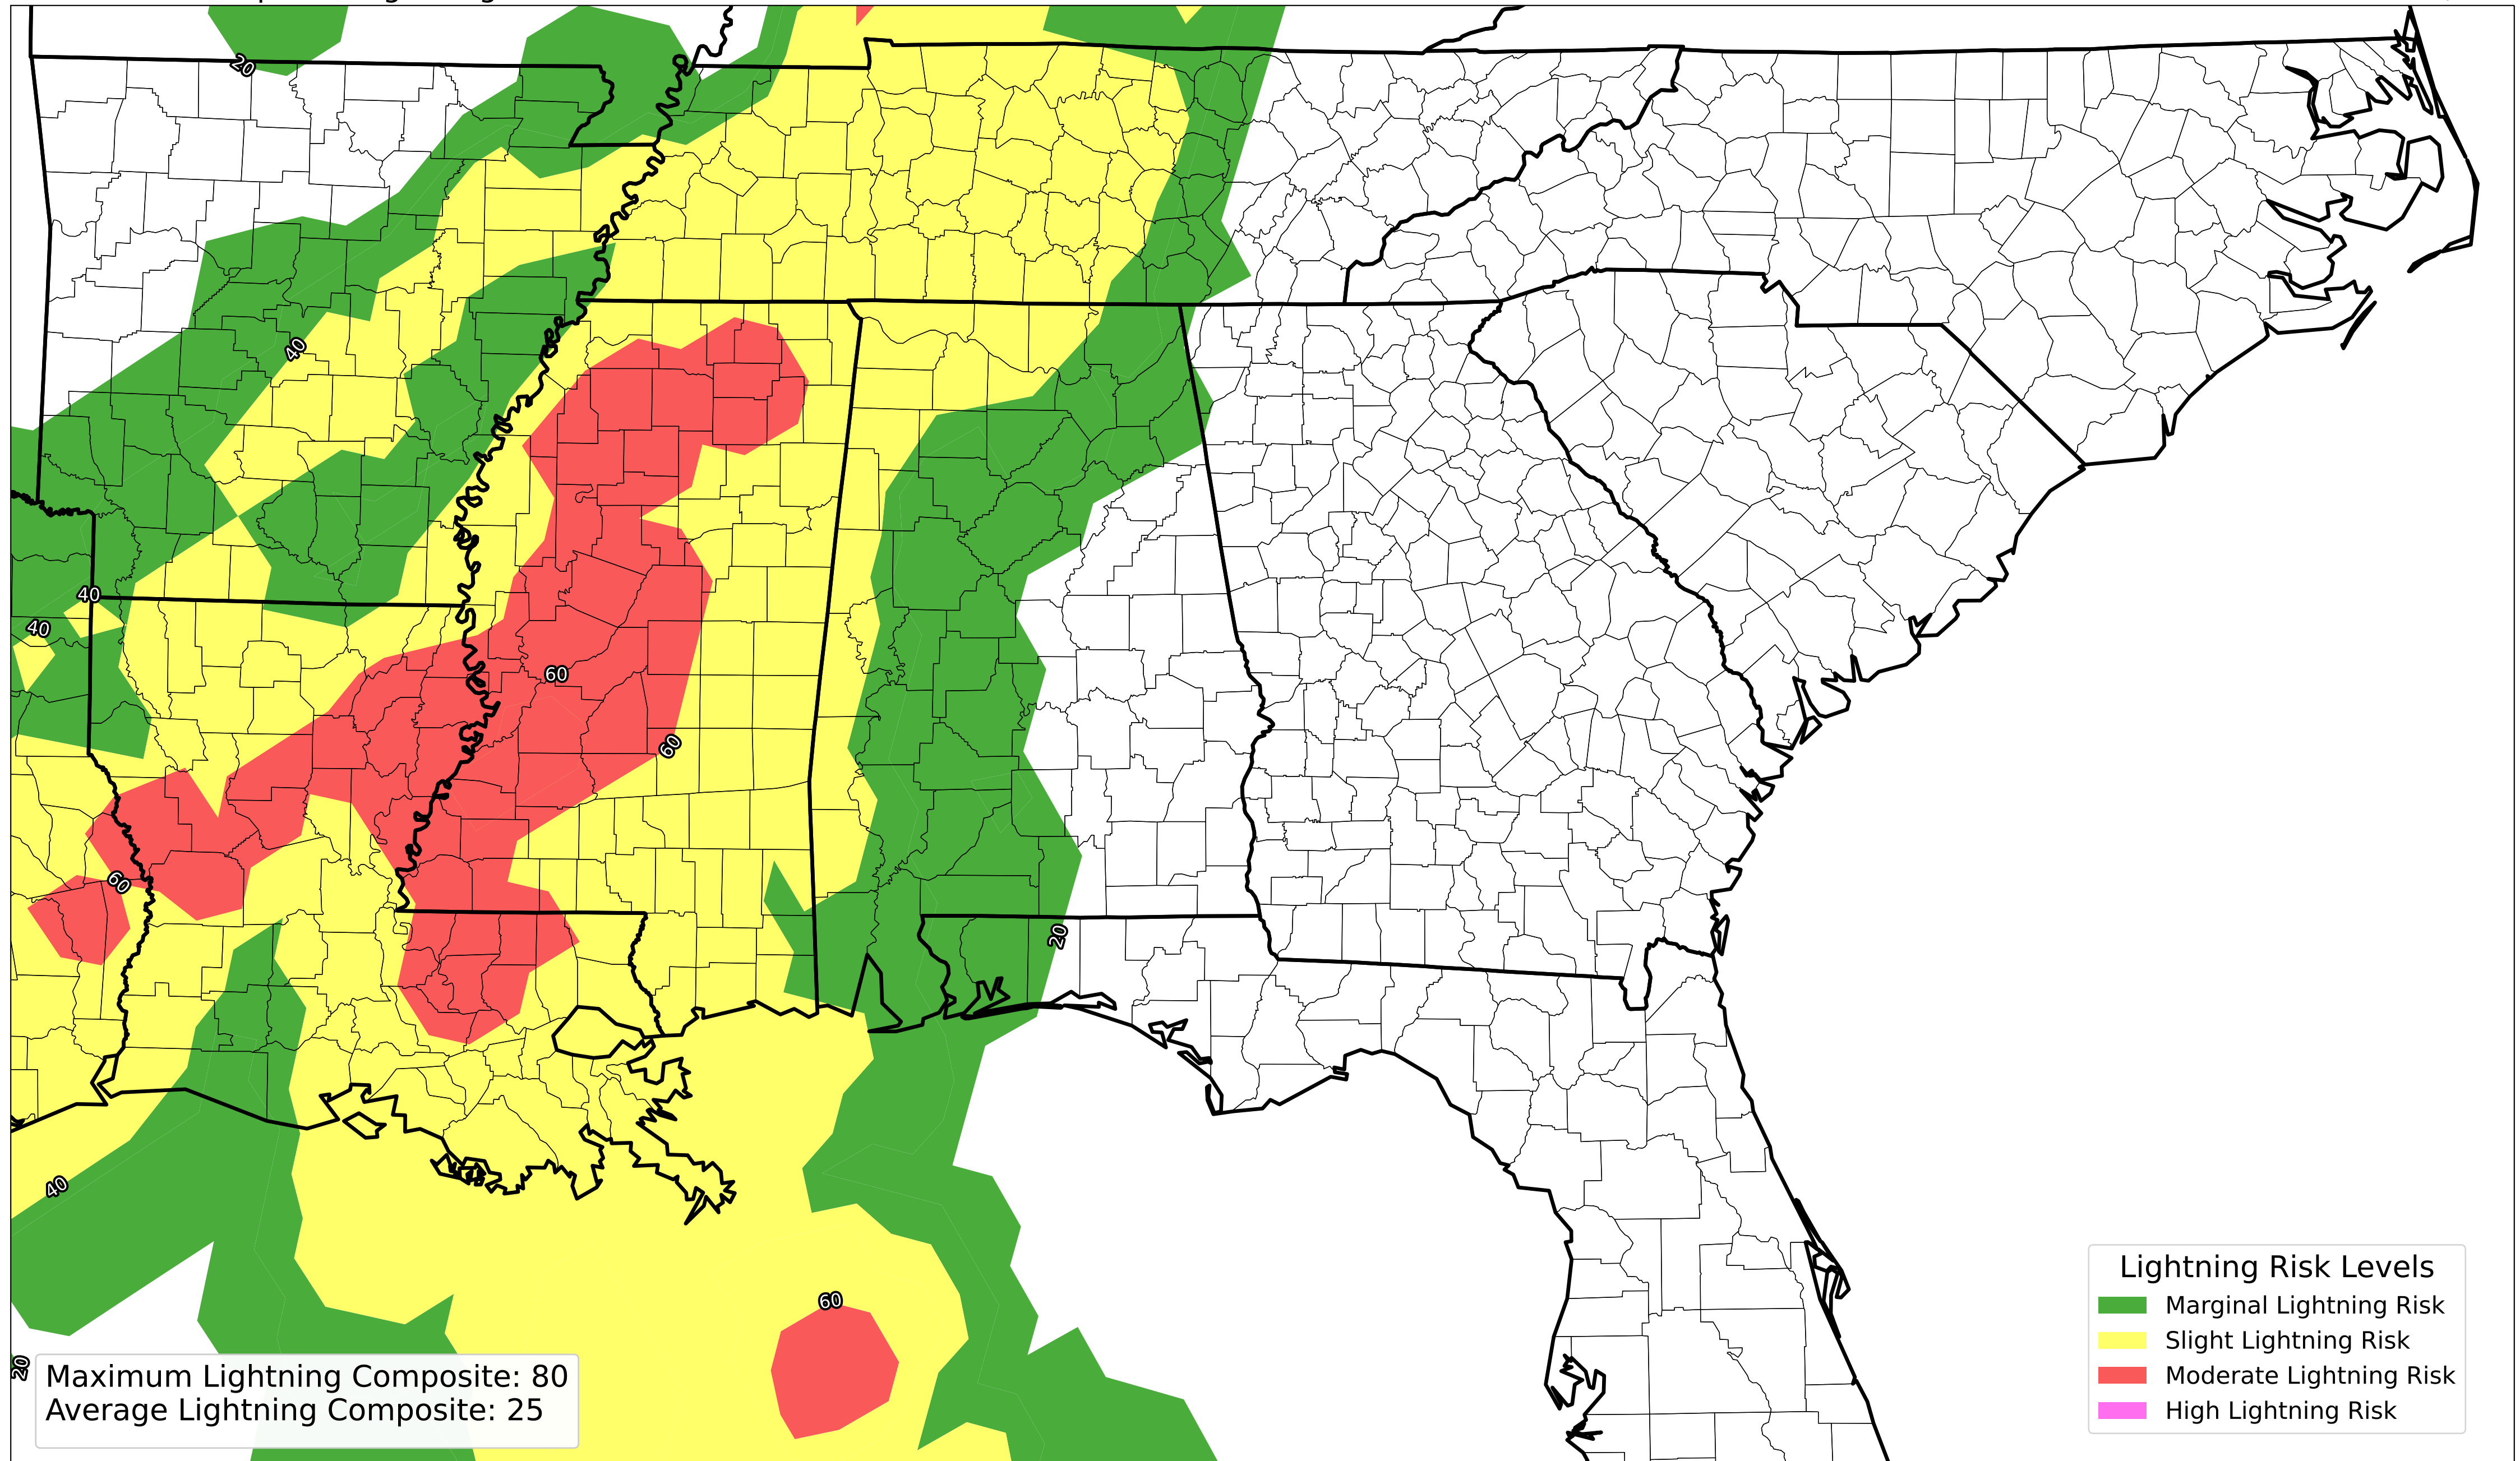 20
40
40
40
60
60
60
20
40
60
20
Maximum Lightning Composite: 80
Average Lightning Composite: 25
Lightning Risk Levels
Marginal Lightning Risk
Slight Lightning Risk
Moderate Lightning Risk
High Lightning Risk